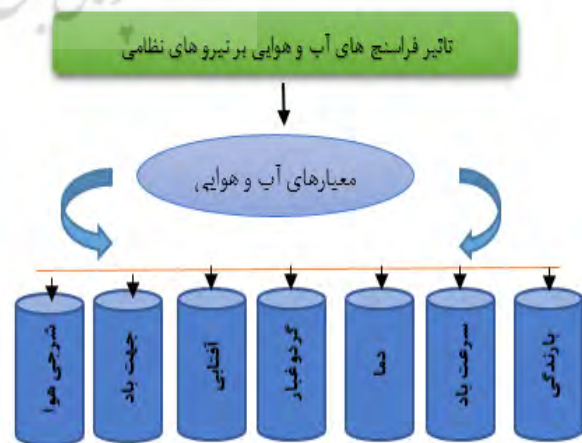 تاثیر فراسنج های آب و هوایی بر نیروهای نظامی
معیارهای آب و هوایی
بارندگی
سرعت باد
دما
گردوغبار
آفتابی
جهت باد
شرجی هوا